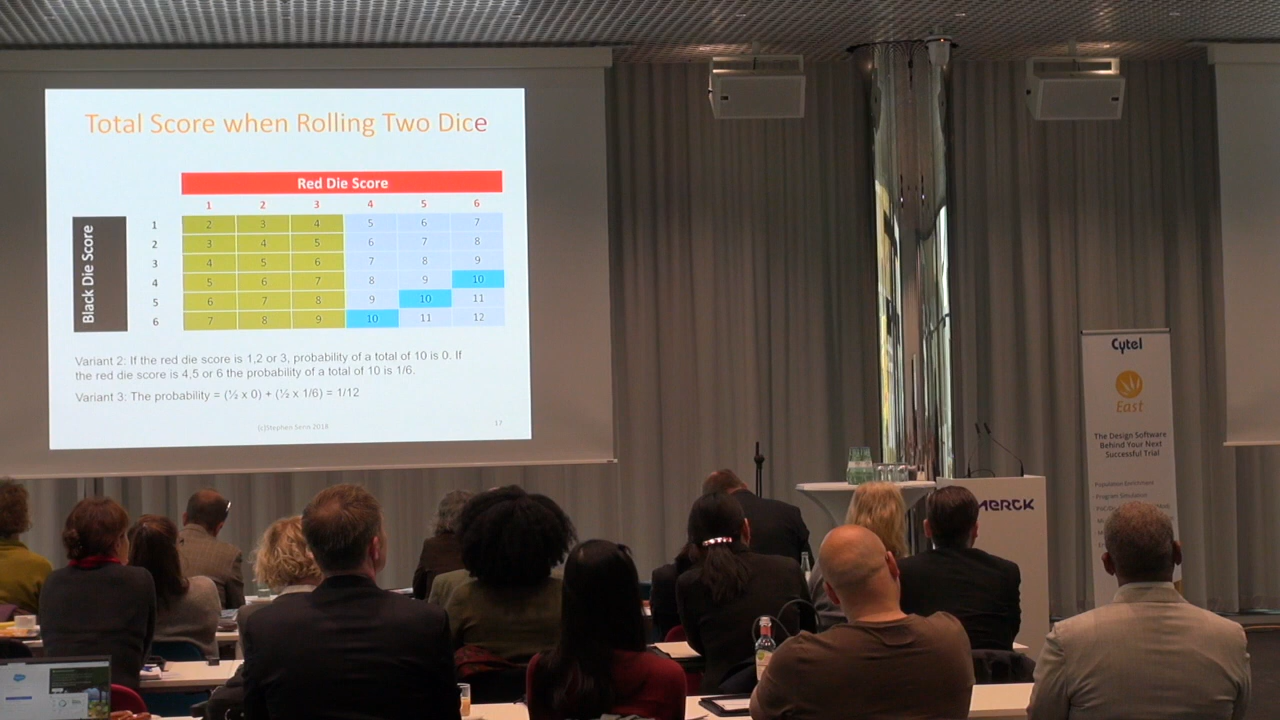 Total Score when Rolling Two Dice
Red Die Score
1 2 3 4 5 6
Black Die Score
1 2 3 4 5 6 7
2 3 4 5 6 7 8
3 4 5 6 7 8 9
4 5 6 7 8 9 10
5 6 7 8 9 10 11
6 7 8 9 10 11 12
Variant 2: If the red die score is 1,2 or 3, probability of a total of 10 is 0. If
the red die score is 4,5 or 6 the probability of a total of 10 is 1/6.
Variant 3: The probability = (½ x 0) + (½ x 1/6) = 1/12
(c)Stephen Senn 2018
17
MERCK
Cytel
East
The Design Software
Behind Your Next
Successful Trial
- Population Enrichment
- Program Simulation